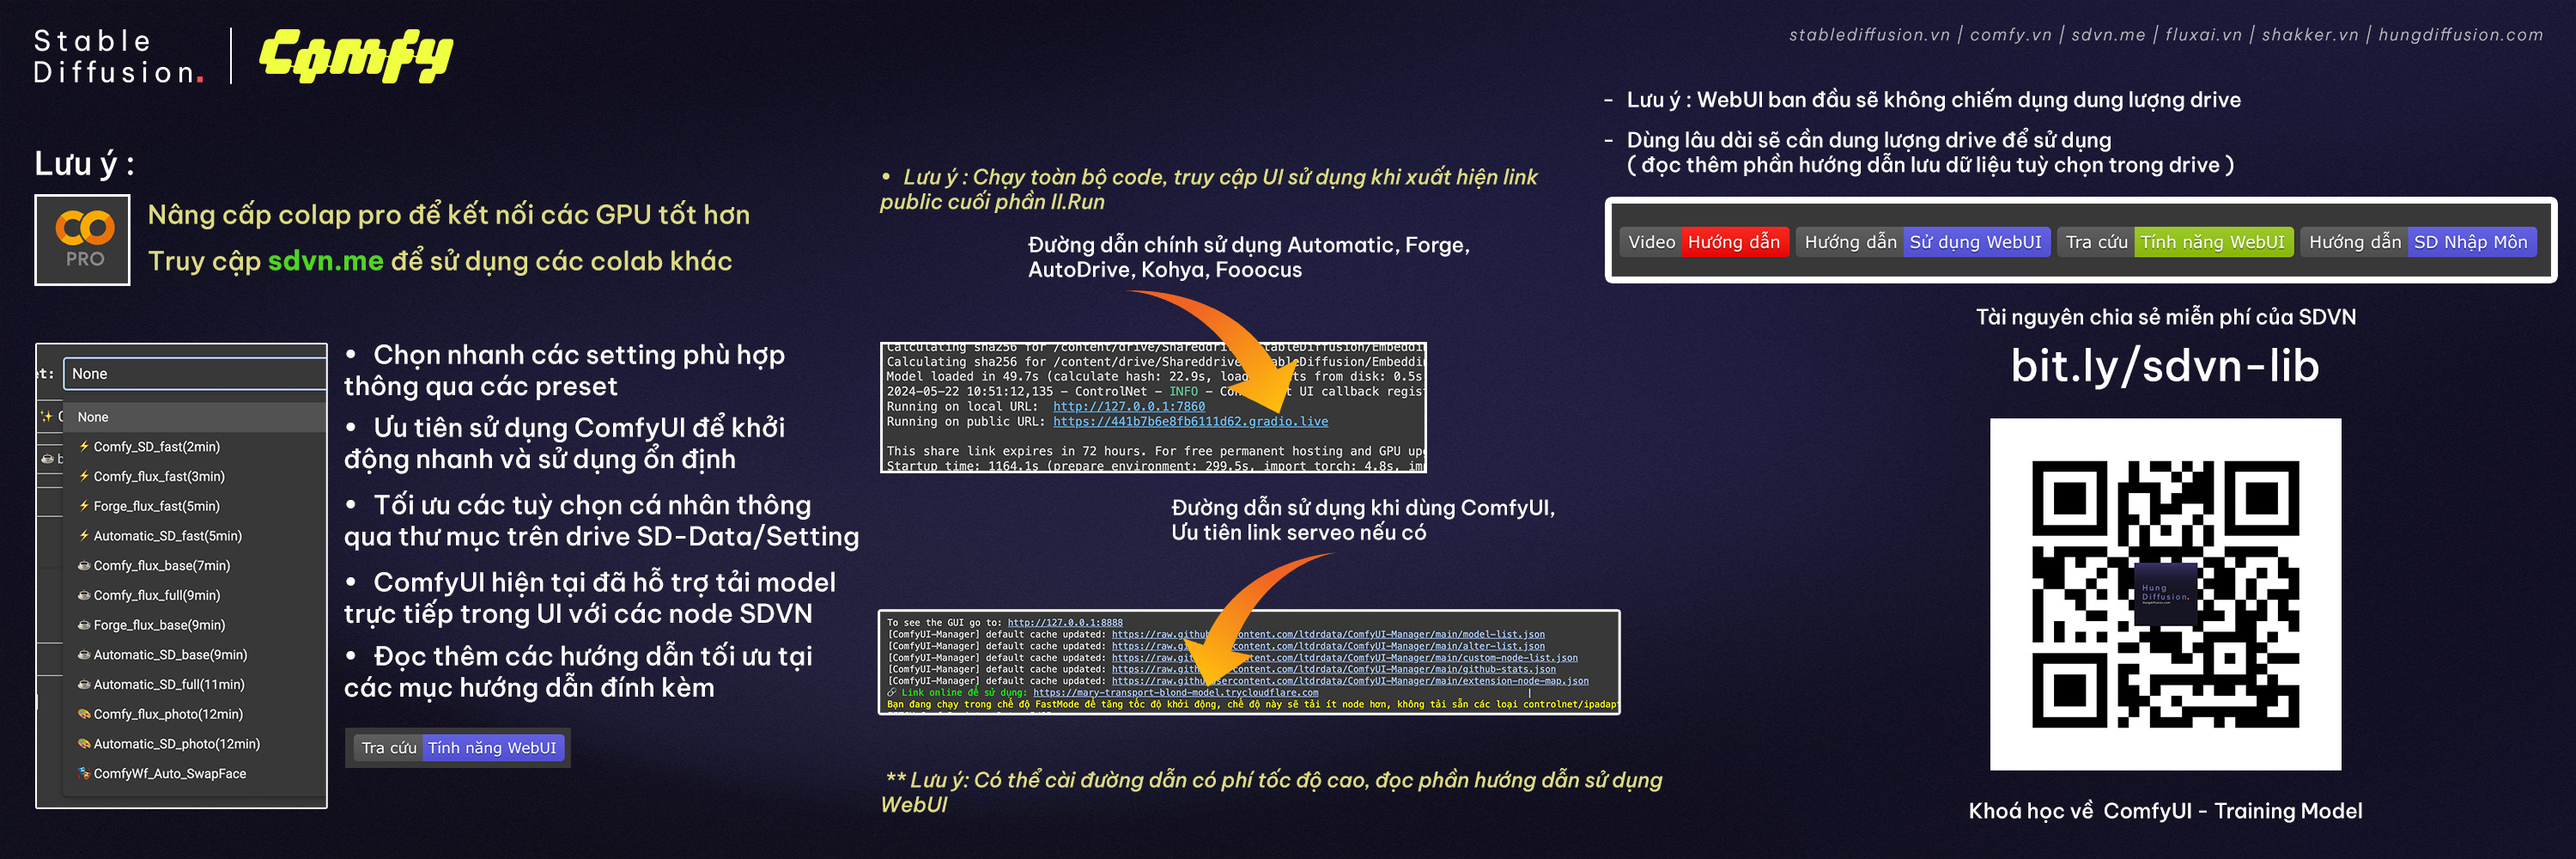 Stable
Diffusion.
Comfy
stablediffusion.vn | comfy.vn | sdvn.me | fluxai.vn | shakker.vn | hungdiffusion.com
Lưu ý :
PRO
Nâng cấp colap pro để kết nối các GPU tốt hơn
Truy cập sdvn.me để sử dụng các colab khác
et:
None
None
⚡ Comfy_SD_fast(2min)
⚡ Comfy_flux_fast(3min)
⚡ Forge_flux_fast(5min)
⚡ Automatic_SD_fast(5min)
☕ Comfy_flux_base(7min)
☕ Comfy_flux_full(9min)
☕ Forge_flux_base(9min)
☕ Automatic_SD_base(9min)
☕ Automatic_SD_full(11min)
🎨 Comfy_flux_photo(12min)
🎨 Automatic_SD_photo(12min)
🎭 ComfyWf_Auto_SwapFace
• Chọn nhanh các setting phù hợp
thông qua các preset
• Ưu tiên sử dụng ComfyUI để khởi
động nhanh và sử dụng ổn định
• Tối ưu các tuỳ chọn cá nhân thông
qua thư mục trên drive SD-Data/Setting
• ComfyUI hiện tại đã hỗ trợ tải model
trực tiếp trong UI với các node SDVN
• Đọc thêm các hướng dẫn tối ưu tại
các mục hướng dẫn đính kèm
Tra cứu Tính năng WebUI
• Lưu ý : Chạy toàn bộ code, truy cập UI sử dụng khi xuất hiện link
public cuối phần II.Run
Đường dẫn chính sử dụng Automatic, Forge,
AutoDrive, Kohya, Fooocus
Calculating sha256 for /content/drive/Shareddriv tableDiffusion/Embeddin
Calculating sha256 for /content/drive/Shareddrive bleDiffusion/Embeddin
Model loaded in 49.7s (calculate hash: 22.9s, load ts from disk: 0.5s
2024-05-22 10:51:12,135 - ControlNet - INFO - Con t UI callback regist
Running on local URL: http://127.0.0.1:7860
Running on public URL: https://441b7b6e8fb6111d62.gradio.live
This share link expires in 72 hours. For free permanent hosting and GPU upg
Startup time: 1164.1s (prepare environment: 299.5s, import torch: 4.8s, im
Đường dẫn sử dụng khi dùng ComfyUI,
Ưu tiên link serveo nếu có
To see the GUI go to: http://127.0.0.1:8888
[ComfyUI-Manager] default cache updated: https://raw.githu rcontent.com/ltdrdata/ComfyUI-Manager/main/model-list.json
[ComfyUI-Manager] default cache updated: https://raw.g content.com/ltdrdata/ComfyUI-Manager/main/alter-list.json
[ComfyUI-Manager] default cache updated: https://raw.g rcontent.com/ltdrdata/ComfyUI-Manager/main/custom-node-list.json
[ComfyUI-Manager] default cache updated: https://raw.gith rcontent.com/ltdrdata/ComfyUI-Manager/main/github-stats.json
[ComfyUI-Manager] default cache updated: https://raw.githu sercontent.com/ltdrdata/ComfyUI-Manager/main/extension-node-map.json
🔗 Link online để sử dụng: https://mary-transport-blond-model.trycloudflare.com
Bạn đang chạy trong chế độ FastMode để tăng tốc độ khởi động, chế độ này sẽ tải ít node hơn, không tải sẵn các loại controlnet/ipadap
** Lưu ý: Có thể cài đường dẫn có phí tốc độ cao, đọc phần hướng dẫn sử dụng
WebUI
- Lưu ý : WebUI ban đầu sẽ không chiếm dụng dung lượng drive
- Dùng lâu dài sẽ cần dung lượng drive để sử dụng
( đọc thêm phần hướng dẫn lưu dữ liệu tuỳ chọn trong drive )
Video Hướng dẫn Hướng dẫn Sử dụng WebUI Tra cứu Tính năng WebUI Hướng dẫn SD Nhập Môn
Tài nguyên chia sẻ miễn phí của SDVN
bit.ly/sdvn-lib
Hung
Diffusion.
Khoá học về ComfyUI - Training Model